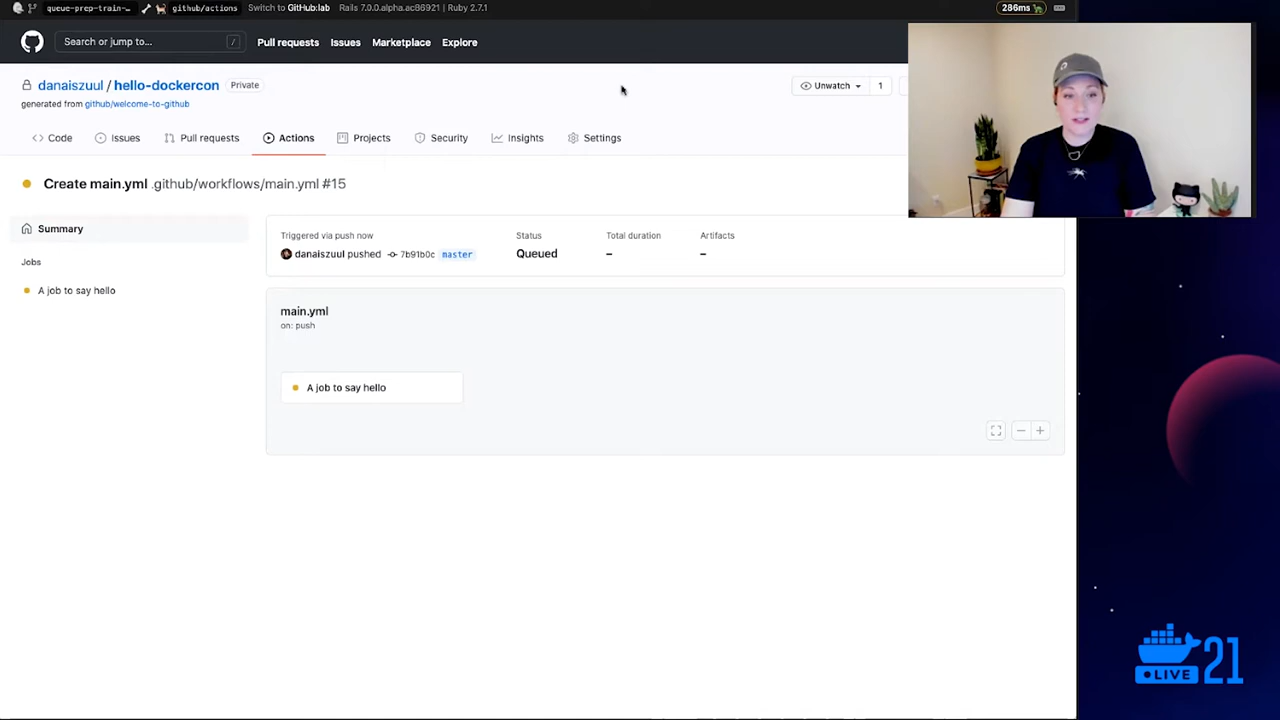 queue-prep-train-… github/actions Switch to GitHub:lab Rails 7.0.0.alpha.ac86921 | Ruby 2.7.1 286ms
Search or jump to… / Pull requests Issues Marketplace Explore
danaiszuul / hello-dockercon Private Unwatch 1
generated from github/welcome-to-github
Code Issues Pull requests Actions Projects Security Insights Settings
Create main.yml .github/workflows/main.yml #15
Summary
Jobs
A job to say hello
Triggered via push now Status Total duration Artifacts
danaiszuul pushed 7b91b0c master Queued – –
main.yml
on: push
A job to say hello
LIVE 21